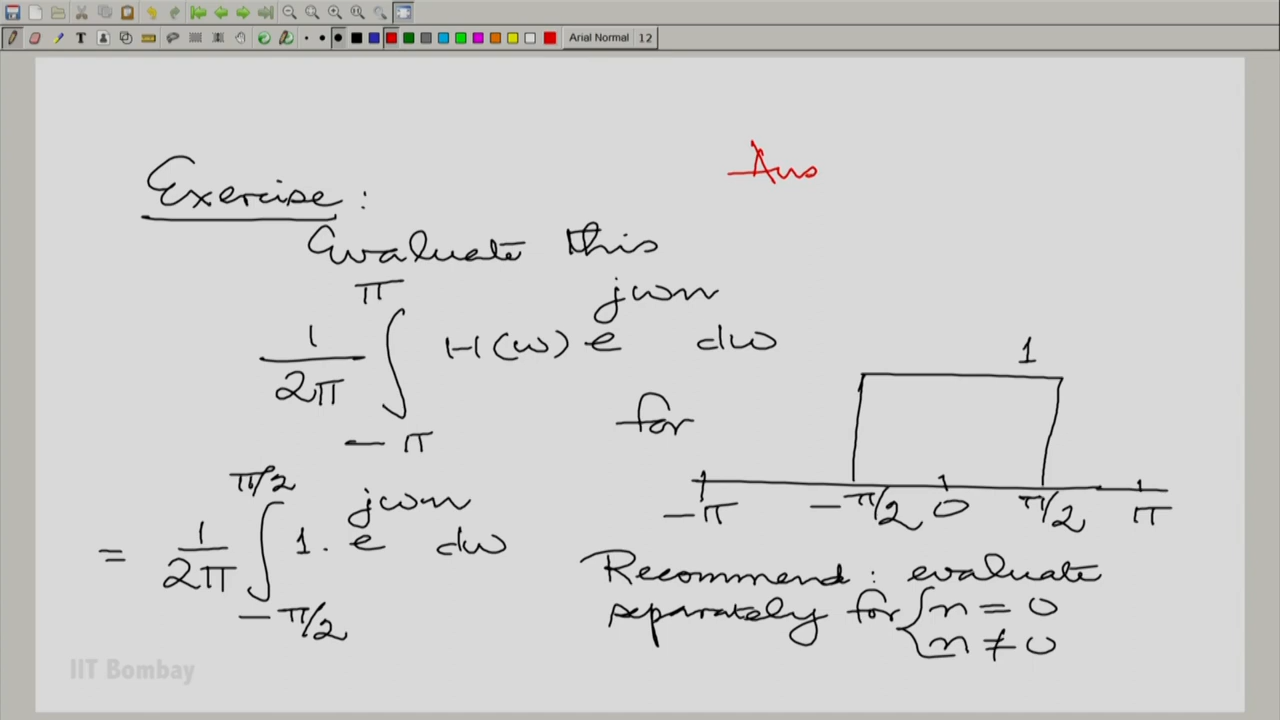 Arial Normal 12
Ans
Exercise:
Evaluate this
1/2π ∫_{-π}^{π} H(ω) e^{jωn} dω
for
1
-π -π/2 0 π/2 π
= 1/2π ∫_{-π/2}^{π/2} 1. e^{jωn} dω
Recommend: evaluate
separately for { n = 0
n ≠ 0
IIT Bombay